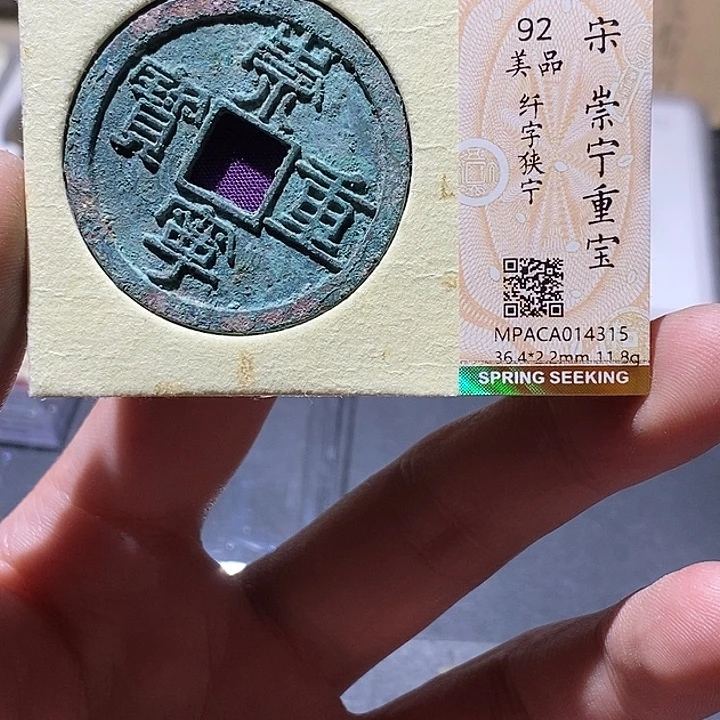 崇寧重寳
宋 崇宁重宝
92
美品
纤字狭宁
MPACA014315
36.4*2.2mm 11.8g
SPRING SEEKING